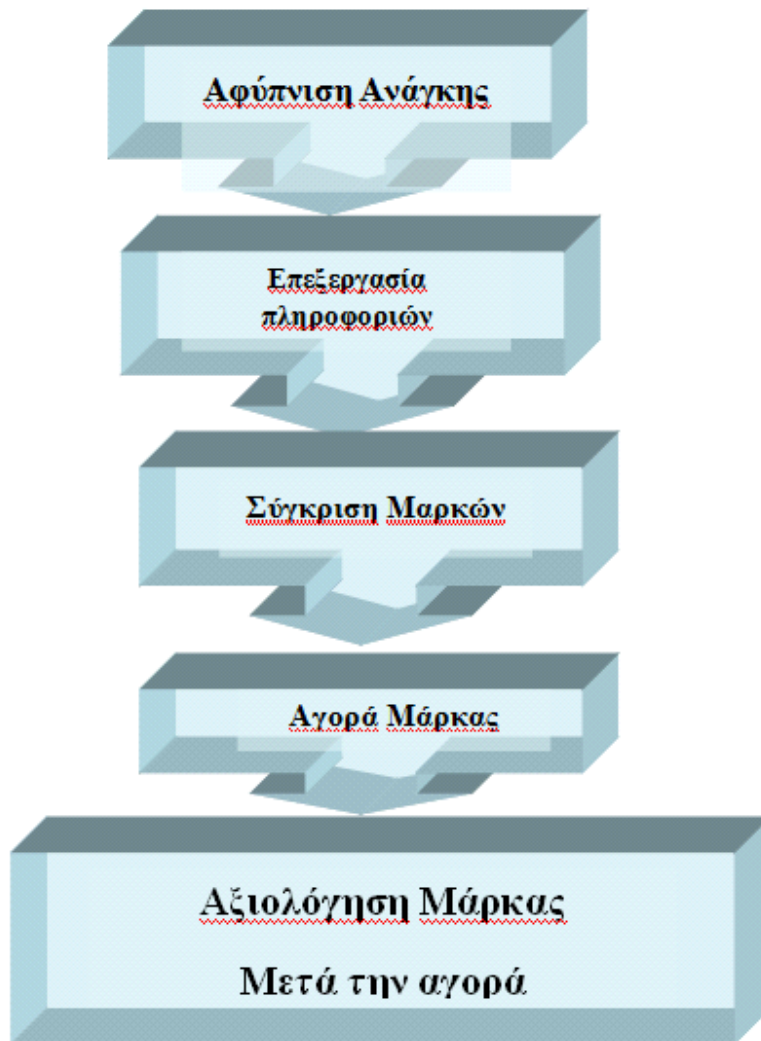 Αφύπνιση Ανάγκης
Επεξεργασία
πληροφοριών
Σύγκριση Μαρκών
Αγορά Μάρκας
Αξιολόγηση Μάρκας
Μετά την αγορά